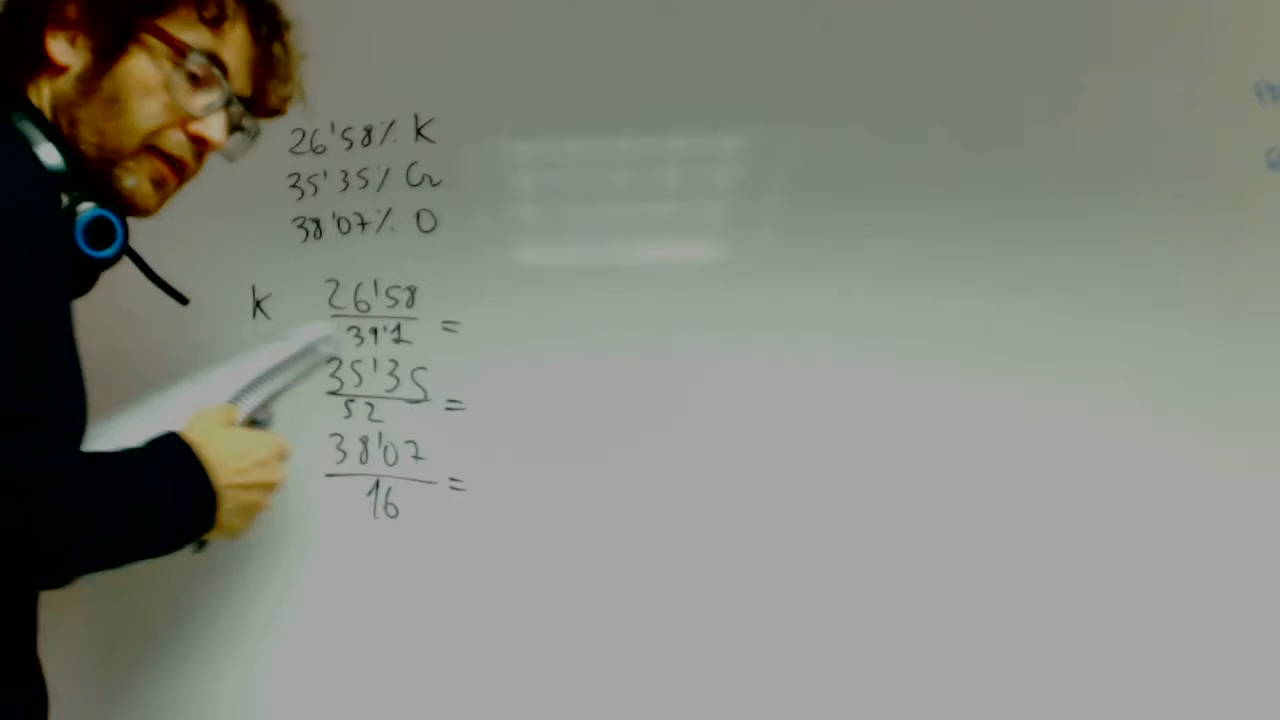 26'58% K
35'35% Cr
38'07% O
K 26'58
39'1 =
35'35
52 =
38'07
16 =